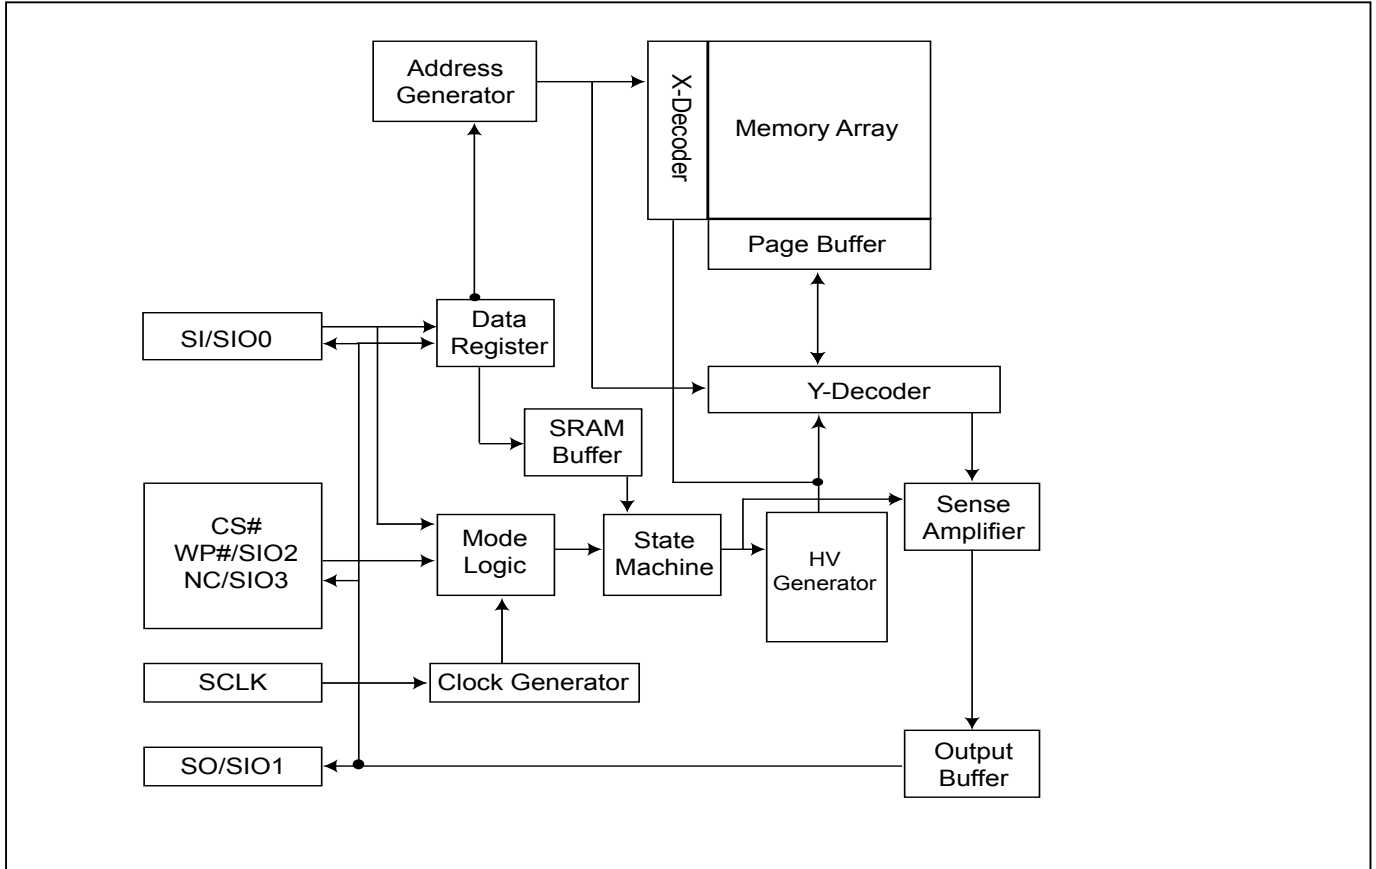 Address
Generator
X-Decoder
Memory Array
Page Buffer
SI/SIO0
Data
Register
Y-Decoder
SRAM
Buffer
CS#
WP#/SIO2
NC/SIO3
Mode
Logic
State
Machine
HV
Generator
Sense
Amplifier
SCLK
Clock Generator
SO/SIO1
Output
Buffer